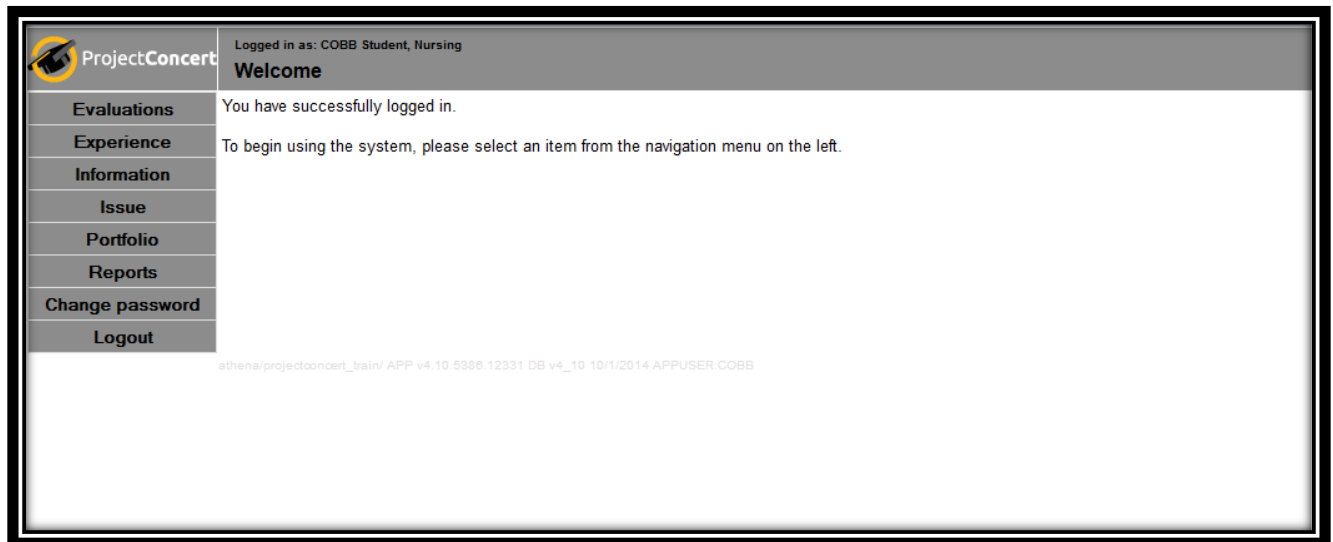 ProjectConcert
Logged in as: COBB Student, Nursing
Welcome
Evaluations
Experience
Information
Issue
Portfolio
Reports
Change password
Logout
You have successfully logged in.
To begin using the system, please select an item from the navigation menu on the left.
athena/projectconcert_train/ APP v4.10.5386.12331 DB v4_10 10/1/2014 APPUSER:COBB